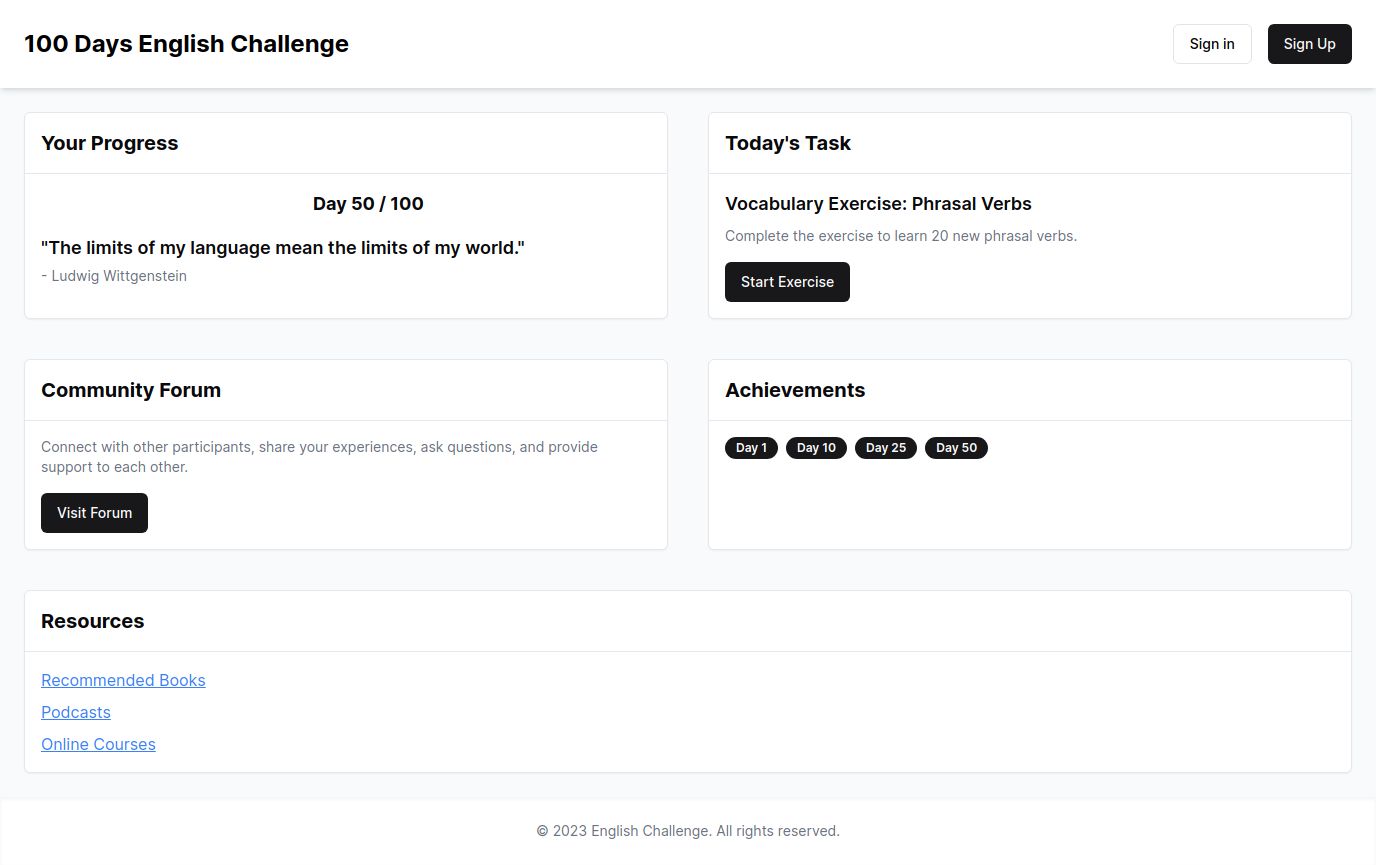 100 Days English Challenge
Sign in
Sign Up
Your Progress
Day 50 / 100
"The limits of my language mean the limits of my world."
- Ludwig Wittgenstein
Today's Task
Vocabulary Exercise: Phrasal Verbs
Complete the exercise to learn 20 new phrasal verbs.
Start Exercise
Community Forum
Connect with other participants, share your experiences, ask questions, and provide
support to each other.
Visit Forum
Achievements
Day 1
Day 10
Day 25
Day 50
Resources
Recommended Books
Podcasts
Online Courses
© 2023 English Challenge. All rights reserved.